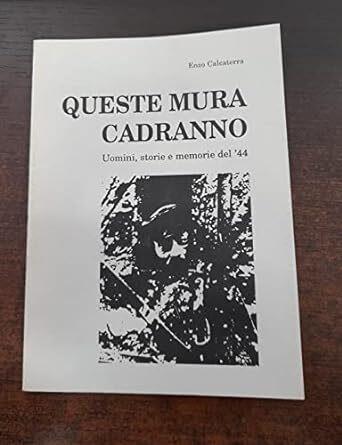 Enzo Calcaterra
QUESTE MURA
CADRANNO
Uomini, storie e memorie del '44